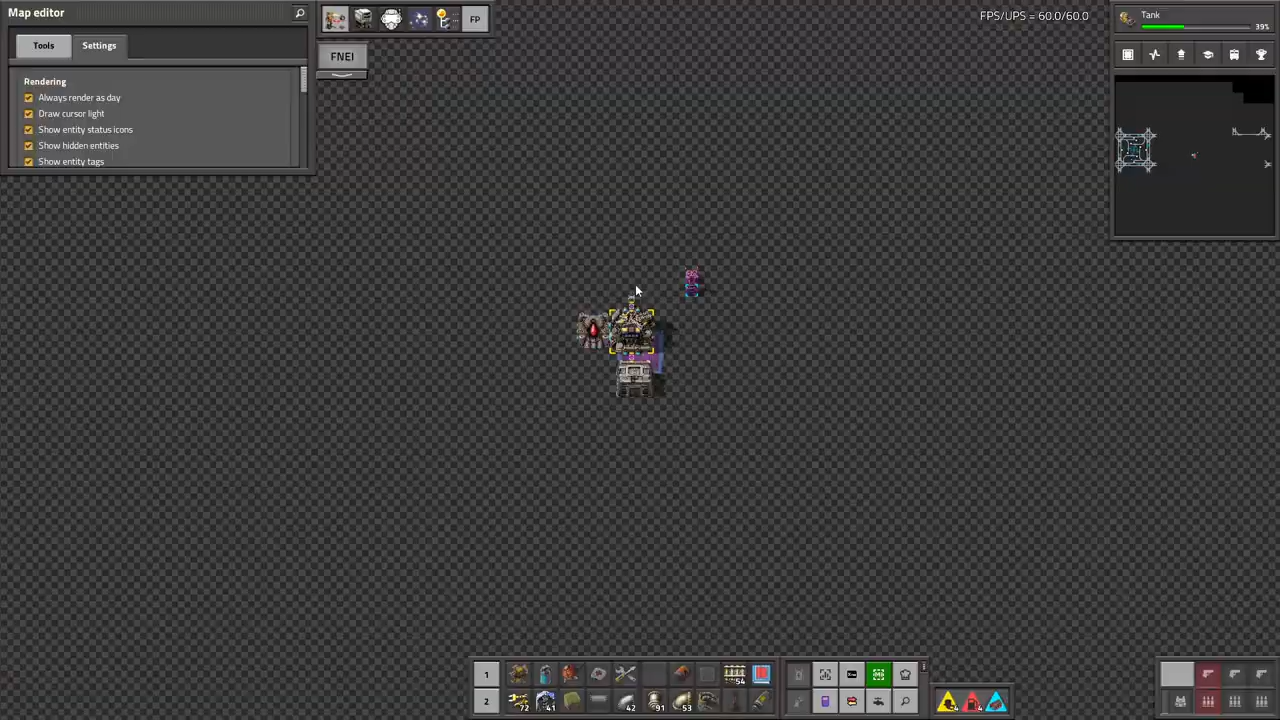 Map editor
Tools
Settings
Rendering
Always render as day
Draw cursor light
Show entity status icons
Show hidden entities
Show entity tags
FP
FNEI
FPS/UPS = 60.0/60.0
Tank
39%
1
54
2
72
41
42
91
53
4
4